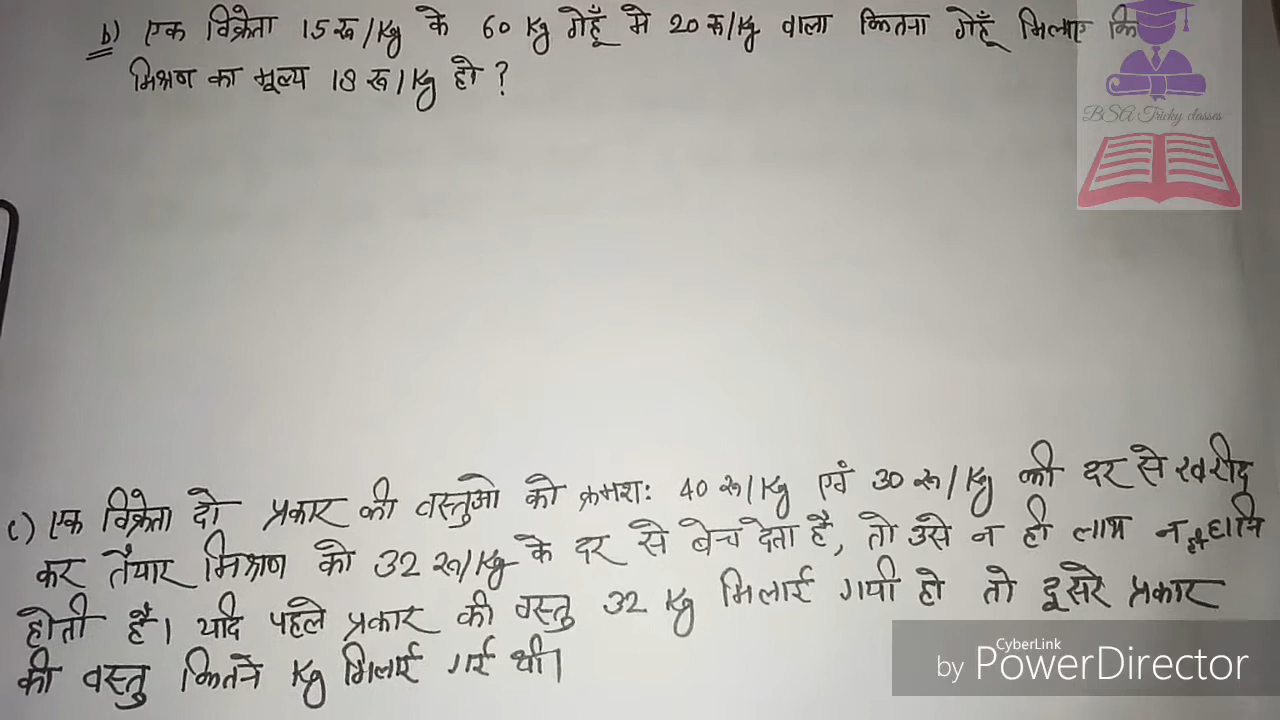 b) एक विक्रेता 15 रू/Kg के 60 Kg गेहूँ मे 20 रू/Kg वाला कितना गेहूँ मिलाए कि
मिश्रण का मूल्य 18 रू/Kg हो ?
BSA Tricky classes
c) एक विक्रेता दो प्रकार की वस्तुओ को क्रमशः 40 रू/Kg एवं 30 रू/Kg की दर से खरीद
कर तैयार मिश्रण को 32 रू/Kg के दर से बेच देता है, तो उसे न ही लाभ न ही हानि
होती है। यदि पहले प्रकार की वस्तु 32 Kg मिलाई गयी हो तो दूसरे प्रकार
की वस्तु कितने Kg मिलाई गई थी।
CyberLink
by PowerDirector